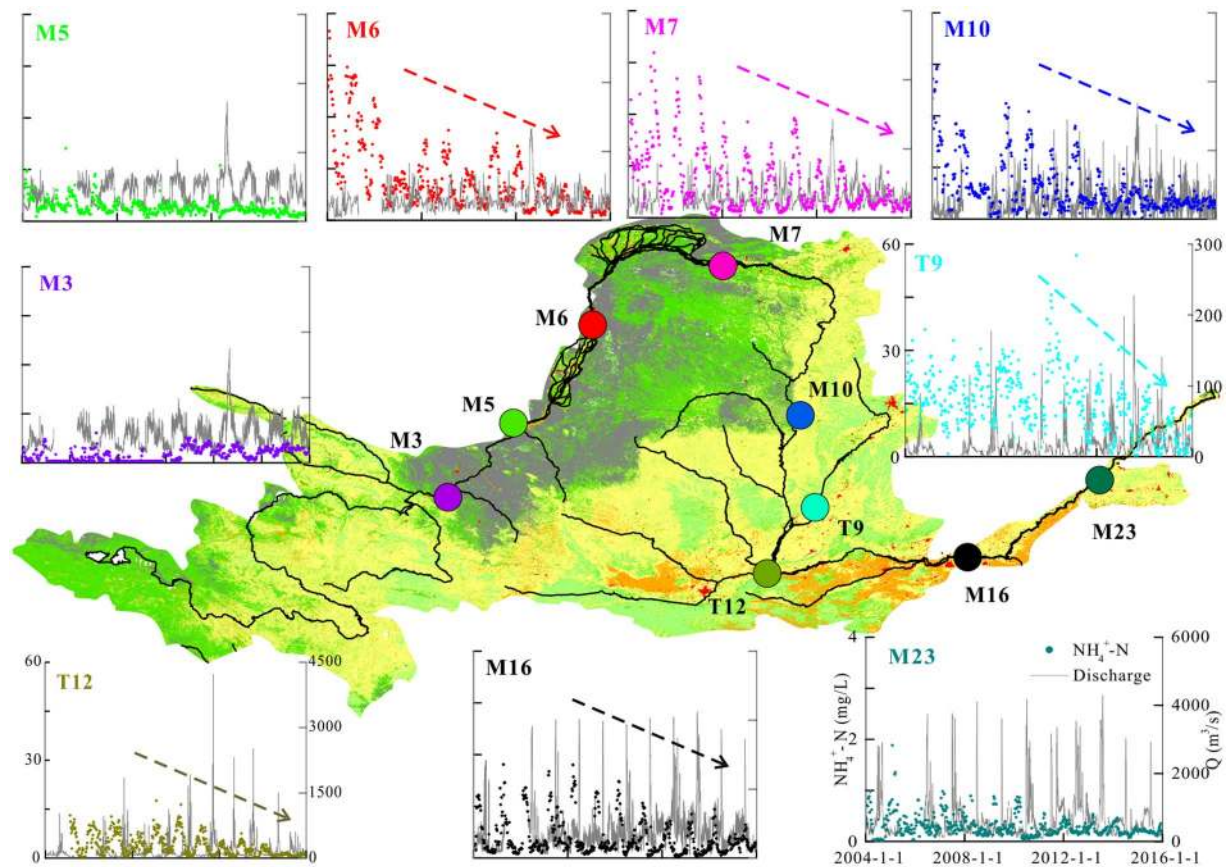 M5
M6
M7
M10
M3
M7
T9
60
300
30
200
100
0
0
M6
M5
M10
M3
T9
M23
T12
M16
T12
60
30
0
4500
3000
1500
0
M16
M23
NH₄⁺-N
Discharge
4
2
0
NH₄⁺-N (mg/L)
6000
4000
2000
0
Q (m³/s)
2004-1-1
2008-1-1
2012-1-1
2016-1-1